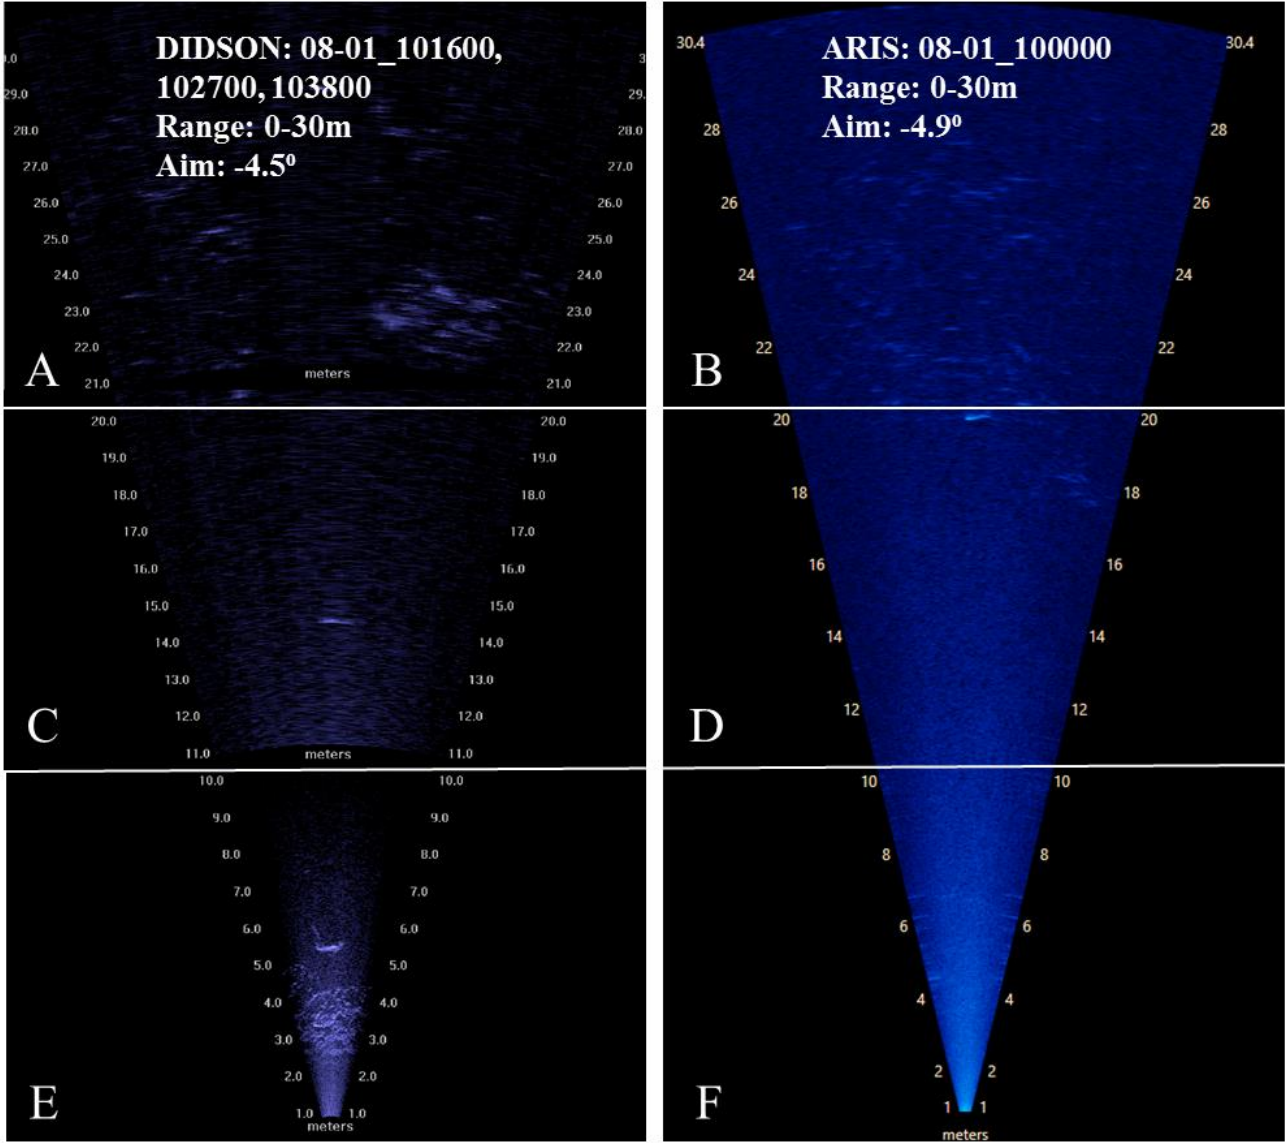 DIDSON: 08-01_101600,
102700, 103800
Range: 0-30m
Aim: -4.5⁰
29.0 29.
28.0 28.0
27.0 27.0
26.0 26.0
25.0 25.0
24.0 24.0
23.0 23.0
22.0 22.0
21.0 21.0
meters
A
ARIS: 08-01_100000
Range: 0-30m
Aim: -4.9⁰
30.4 30.4
28 28
26 26
24 24
22 22
B
20.0 20.0
19.0 19.0
18.0 18.0
17.0 17.0
16.0 16.0
15.0 15.0
14.0 14.0
13.0 13.0
12.0 12.0
11.0 11.0
meters
C
20 20
18 18
16 16
14 14
12 12
D
10.0 10.0
9.0 9.0
8.0 8.0
7.0 7.0
6.0 6.0
5.0 5.0
4.0 4.0
3.0 3.0
2.0 2.0
1.0 1.0
meters
E
10 10
8 8
6 6
4 4
2 2
1 1
meters
F